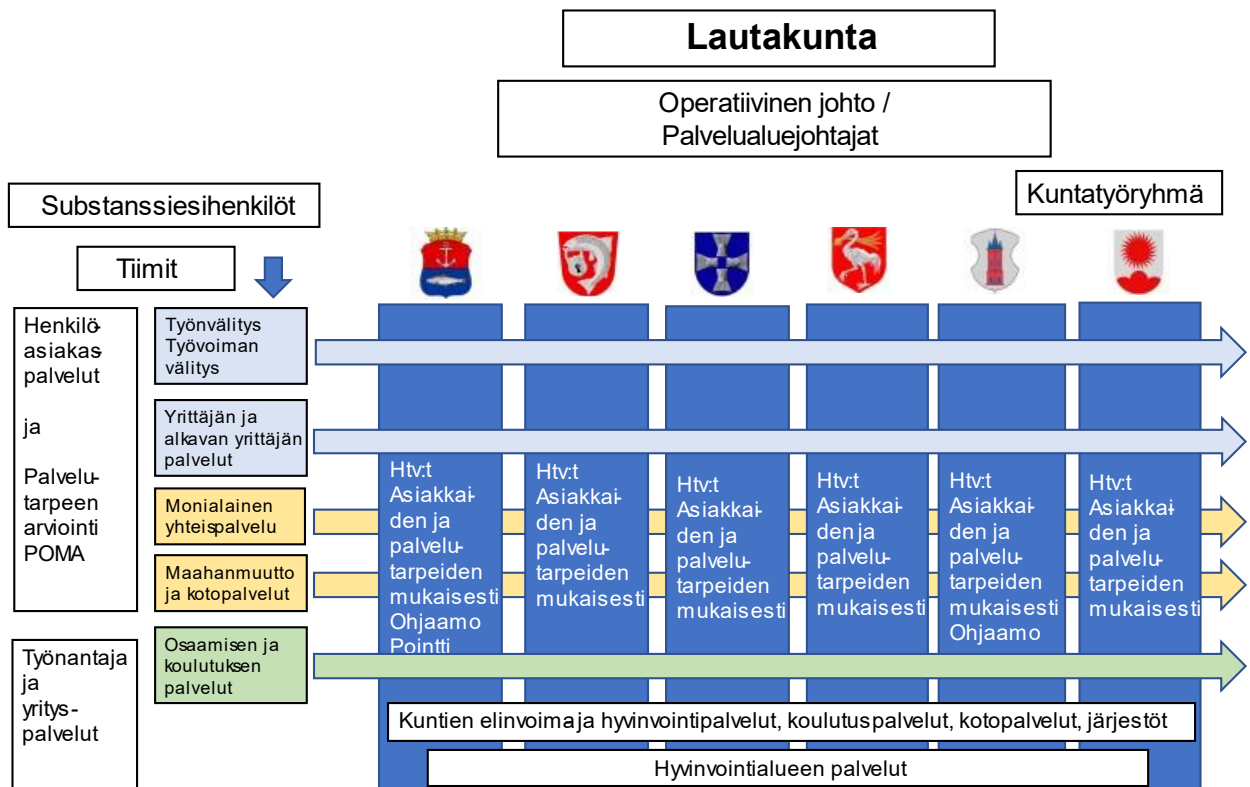 Lautakunta
Operatiivinen johto /
Palvelualuejohtajat
Substanssiesihenkilöt
Kuntatyöryhmä
Tiimit
Henkilö-
asiakas-
palvelut
ja
Palvelu-
tarpeen
arviointi
POMA
Työnvälitys
Työvoiman
välitys
Yrittäjän ja
alkavan yrittäjän
palvelut
Monialainen
yhteispalvelu
Maahanmuutto
ja kotopalvelut
Työnantaja
ja
yritys-
palvelut
Osaamisen ja
koulutuksen
palvelut
Htv:t
Asiakkai-
den ja
palvelu-
tarpeiden
mukaisesti
Ohjaamo
Pointti
Htv:t
Asiakkai-
den ja
palvelu-
tarpeiden
mukaisesti
Htv:t
Asiakkai-
den ja
palvelu-
tarpeiden
mukaisesti
Htv:t
Asiakkai-
den ja
palvelu-
tarpeiden
mukaisesti
Htv:t
Asiakkai-
den ja
palvelu-
tarpeiden
mukaisesti
Ohjaamo
Htv:t
Asiakkai-
den ja
palvelu-
tarpeiden
mukaisesti
Kuntien elinvoima ja hyvinvointipalvelut, koulutuspalvelut, kotopalvelut, järjestöt
Hyvinvointialueen palvelut